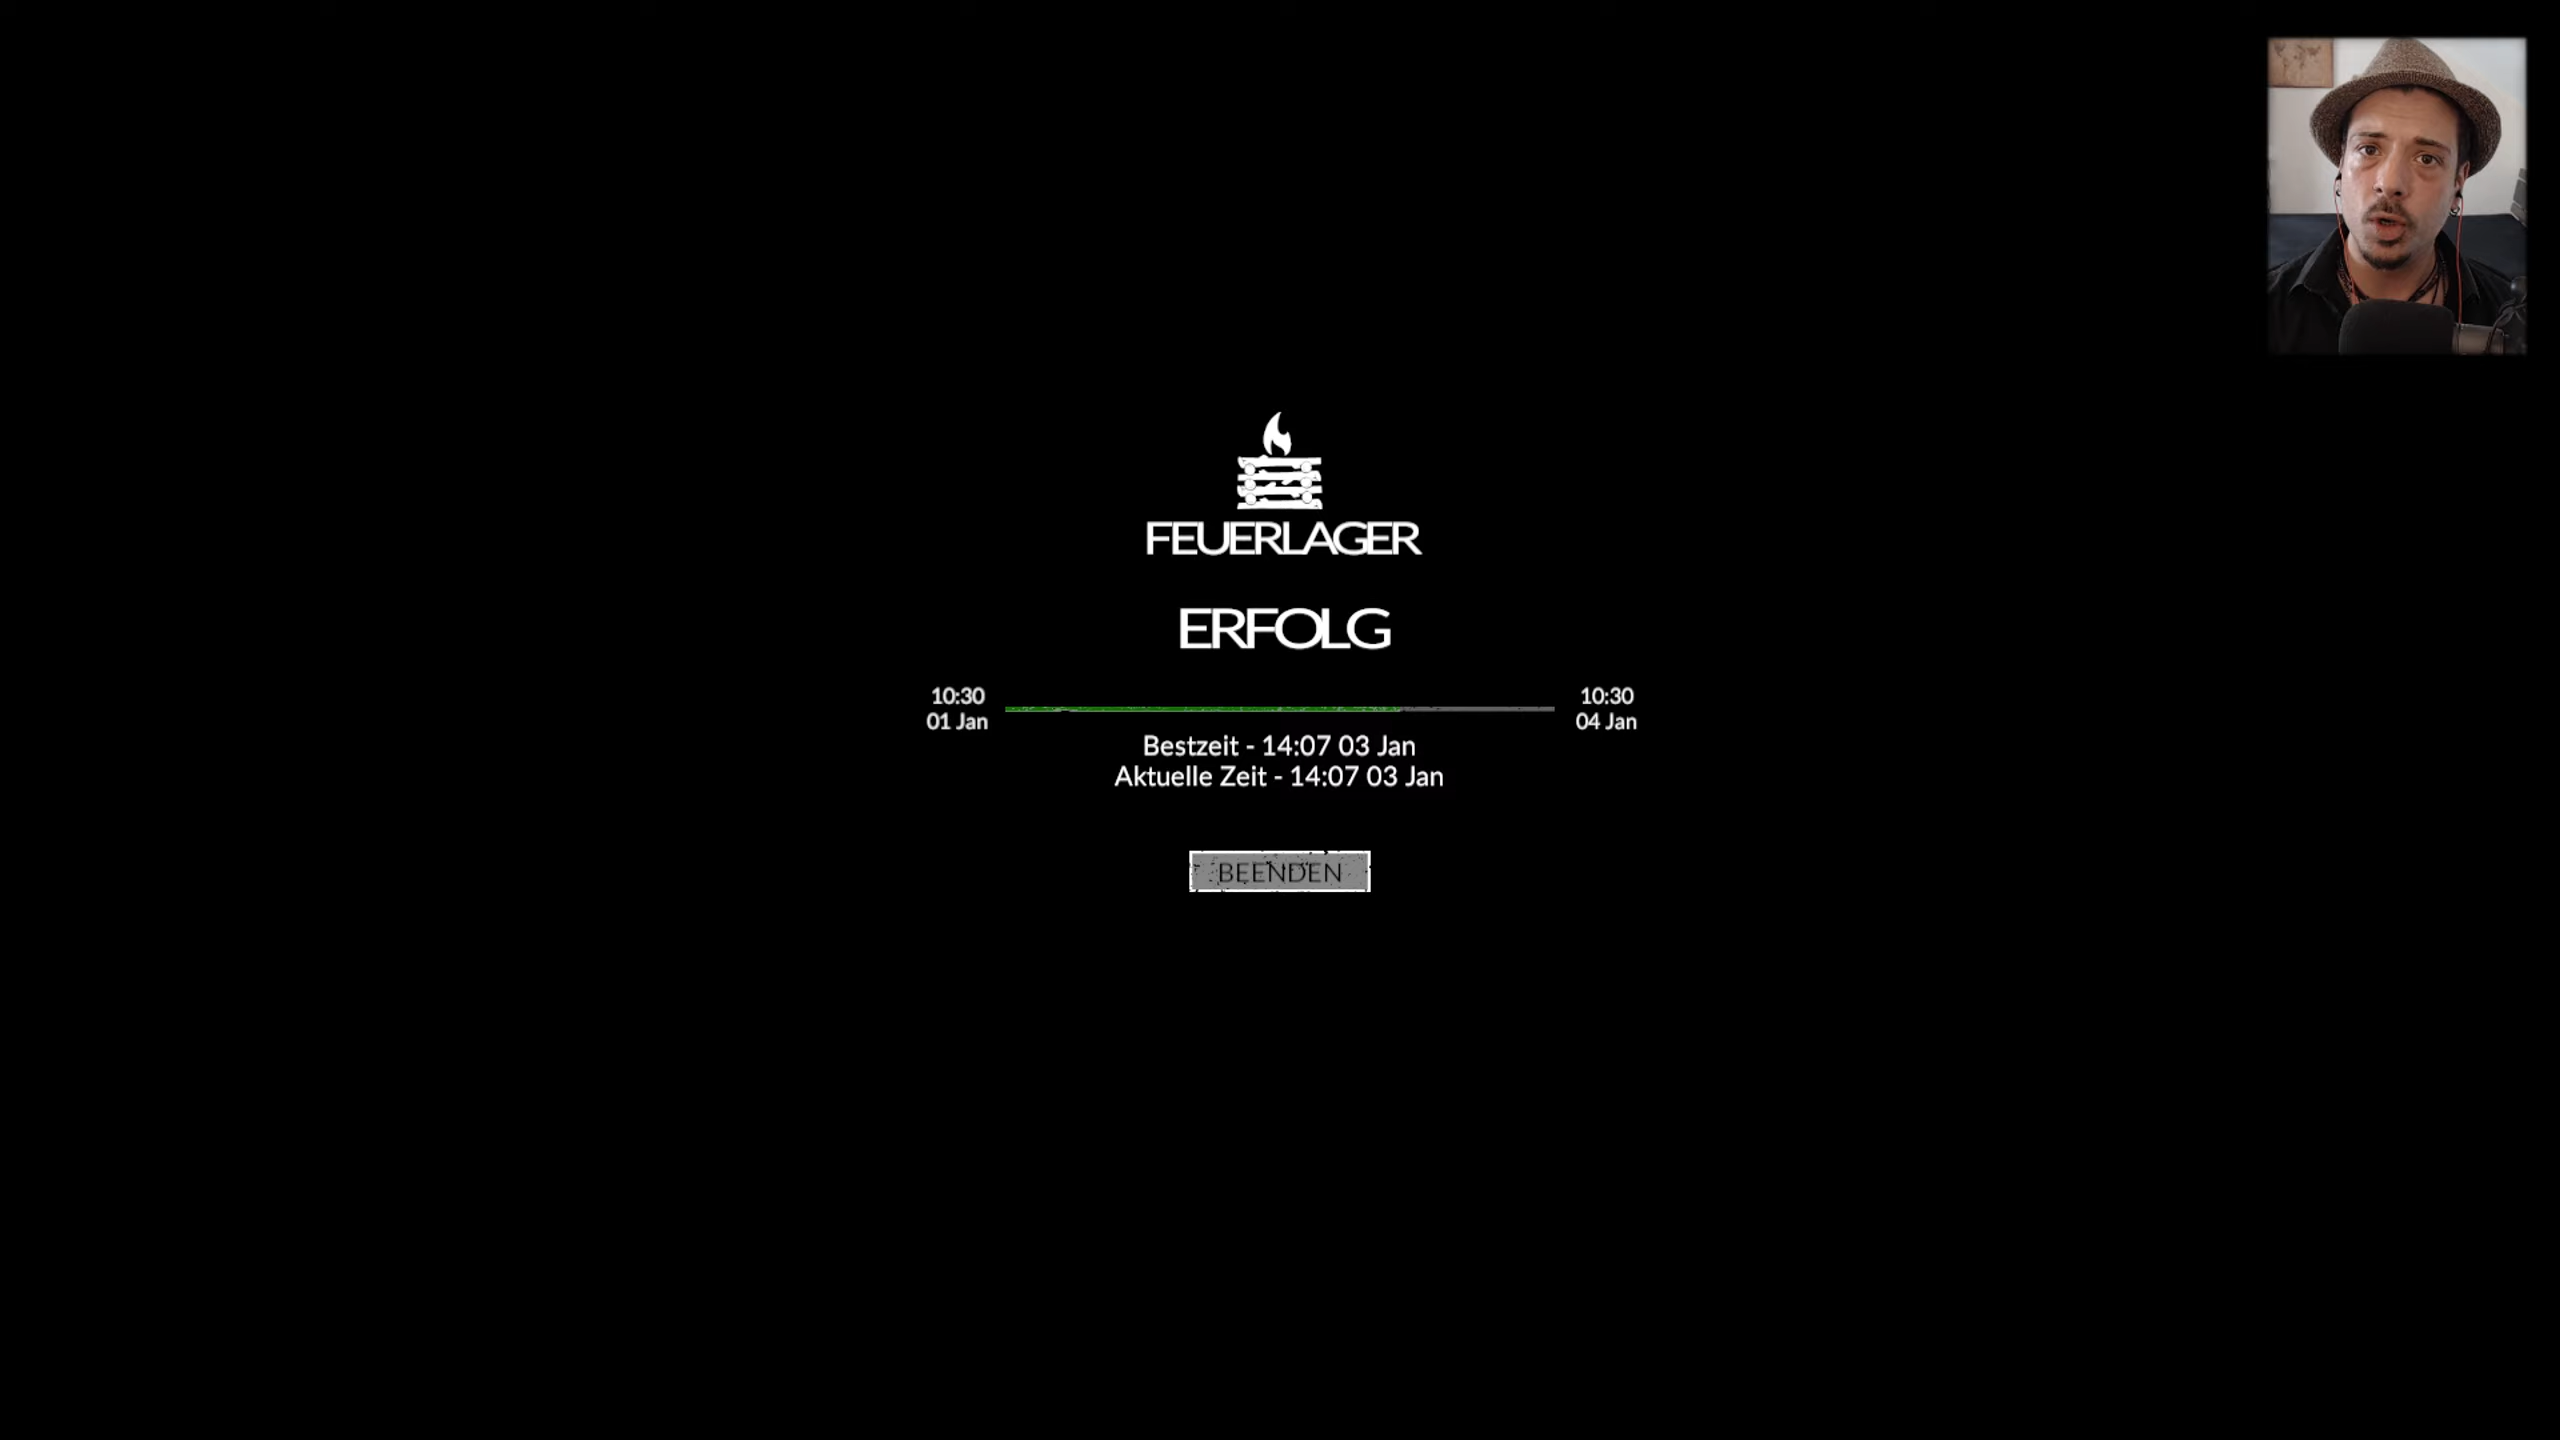 FEUERLAGER
ERFOLG
10:30
01 Jan
10:30
04 Jan
Bestzeit - 14:07 03 Jan
Aktuelle Zeit - 14:07 03 Jan
BEENDEN